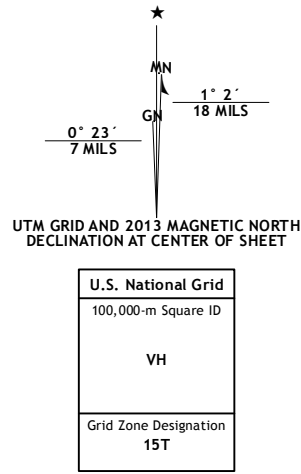 ★
MN
GN
1° 2´
18 MILS
0° 23´
7 MILS
UTM GRID AND 2013 MAGNETIC NORTH
DECLINATION AT CENTER OF SHEET
U.S. National Grid
100,000-m Square ID
VH
Grid Zone Designation
15T